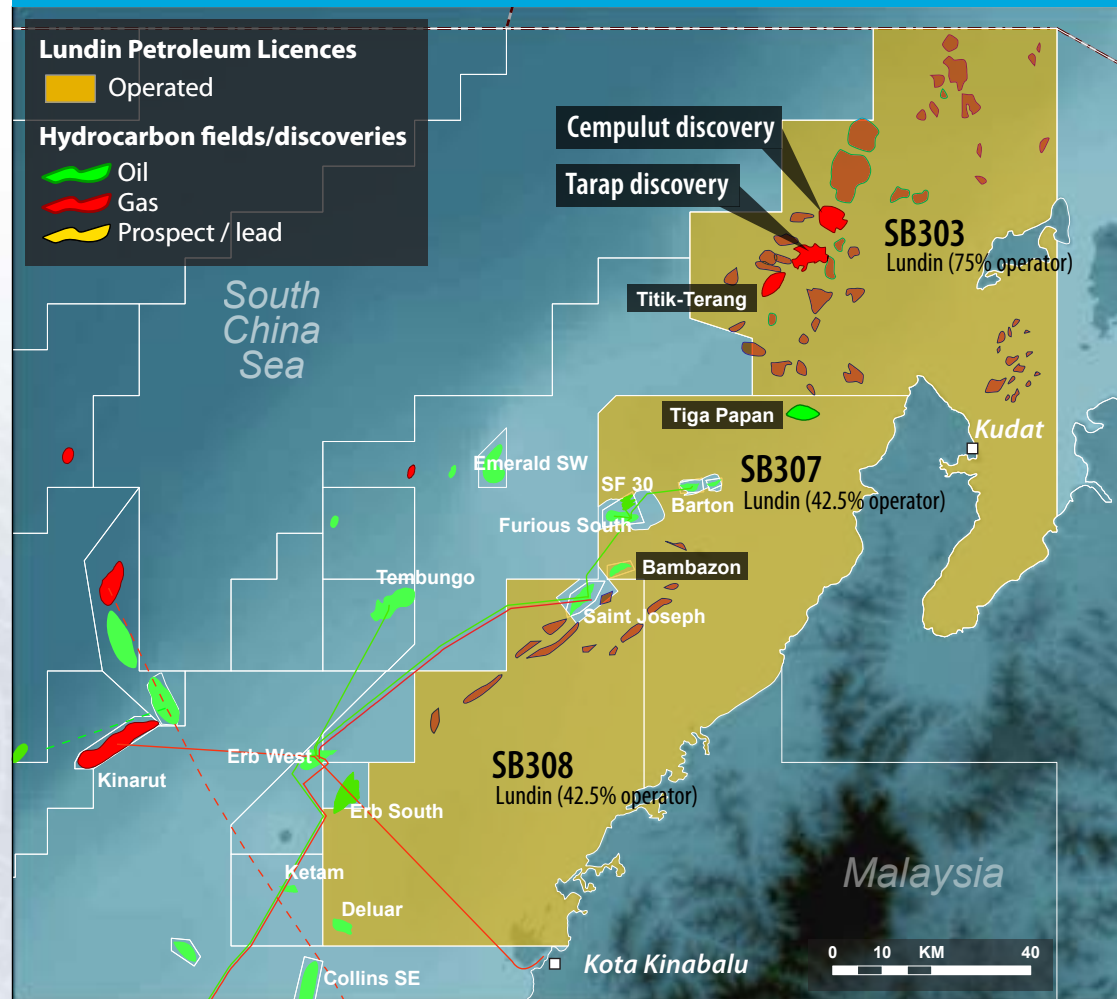 Lundin Petroleum Licences
Operated
Hydrocarbon fields/discoveries
Oil
Gas
Prospect / lead
Cempulut discovery
Tarap discovery
SB303
Lundin (75% operator)
South
China
Sea
Titik-Terang
Tiga Papan
Kudat
Emerald SW
SB307
Lundin (42.5% operator)
SF 30
Barton
Furious South
Bambazon
Tembungo
Saint Joseph
Erb West
Kinarut
SB308
Lundin (42.5% operator)
Erb South
Ketam
Malaysia
Deluar
0 10 KM 40
Kota Kinabalu
Collins SE